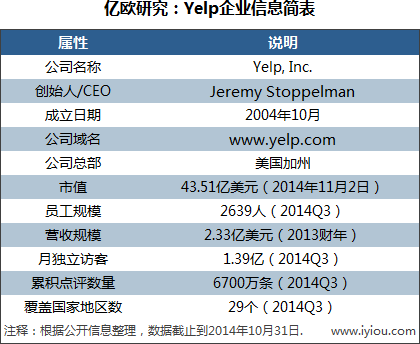 亿欧研究：Yelp企业信息简表
属性 说明
公司名称 Yelp, Inc.
创始人/CEO Jeremy Stoppelman
成立日期 2004年10月
公司域名 www.yelp.com
公司总部 美国加州
市值 43.51亿美元（2014年11月2日）
员工规模 2639人（2014Q3）
营收规模 2.33亿美元（2013财年）
月独立访客 1.39亿（2014Q3）
累积点评数量 6700万条（2014Q3）
覆盖国家地区数 29个（2014Q3）
注释：根据公开信息整理，数据截止到2014年10月31日. www.iyiou.com